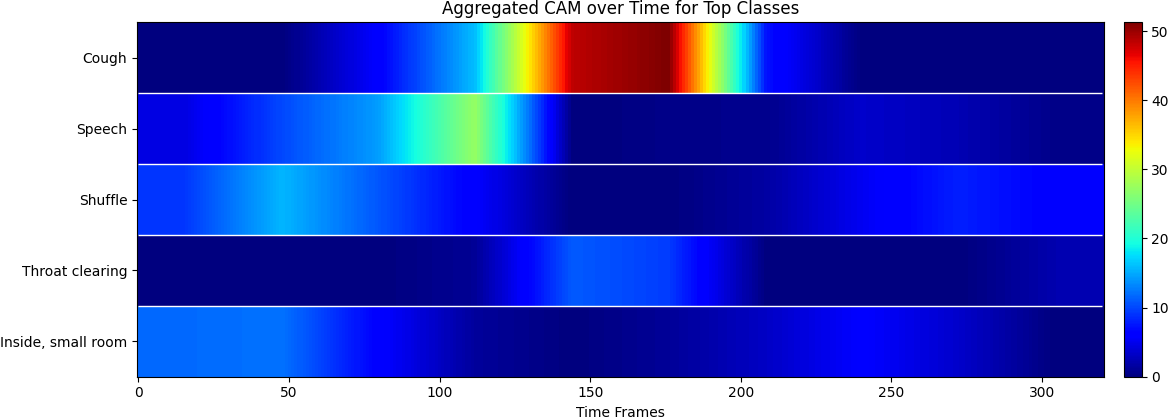 Aggregated CAM over Time for Top Classes
Cough
Speech
Shuffle
Throat clearing
Inside, small room
0 50 100 150 200 250 300
Time Frames
50
40
30
20
10
0